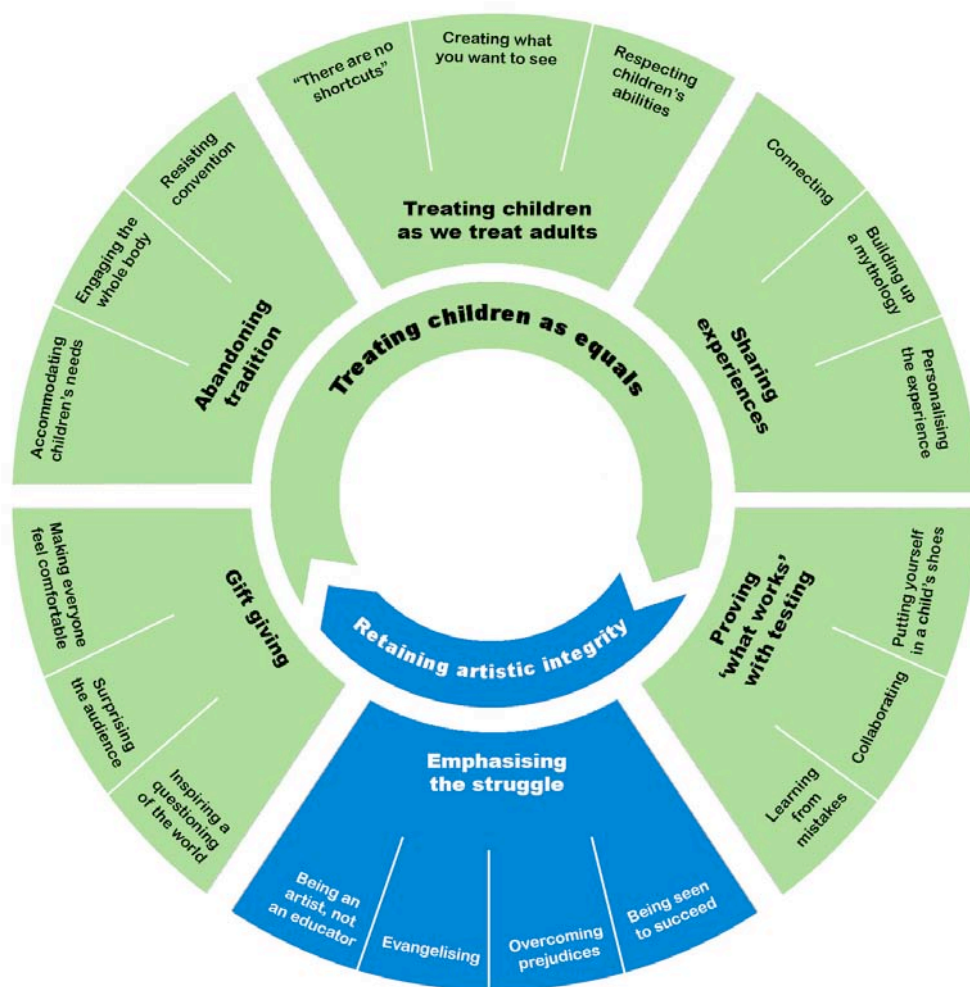 "There are no
shortcuts"
Creating what
you want to see
Respecting
children's
abilities
Treating children
as we treat adults
Connecting
Building up
a mythology
Personalising
the experience
Sharing
experiences
Putting yourself
in a child's shoes
Collaborating
Learning
from
mistakes
Proving
'what works'
with testing
Being seen
to succeed
Overcoming
prejudices
Evangelising
Being an
artist, not
an educator
Emphasising
the struggle
Inspiring a
questioning
of the world
Surprising
the audience
Making everyone
feel comfortable
Gift giving
Accommodating
children's needs
Engaging the
whole body
Resisting
convention
Abandoning
tradition
Treating children as equals
Retaining artistic integrity